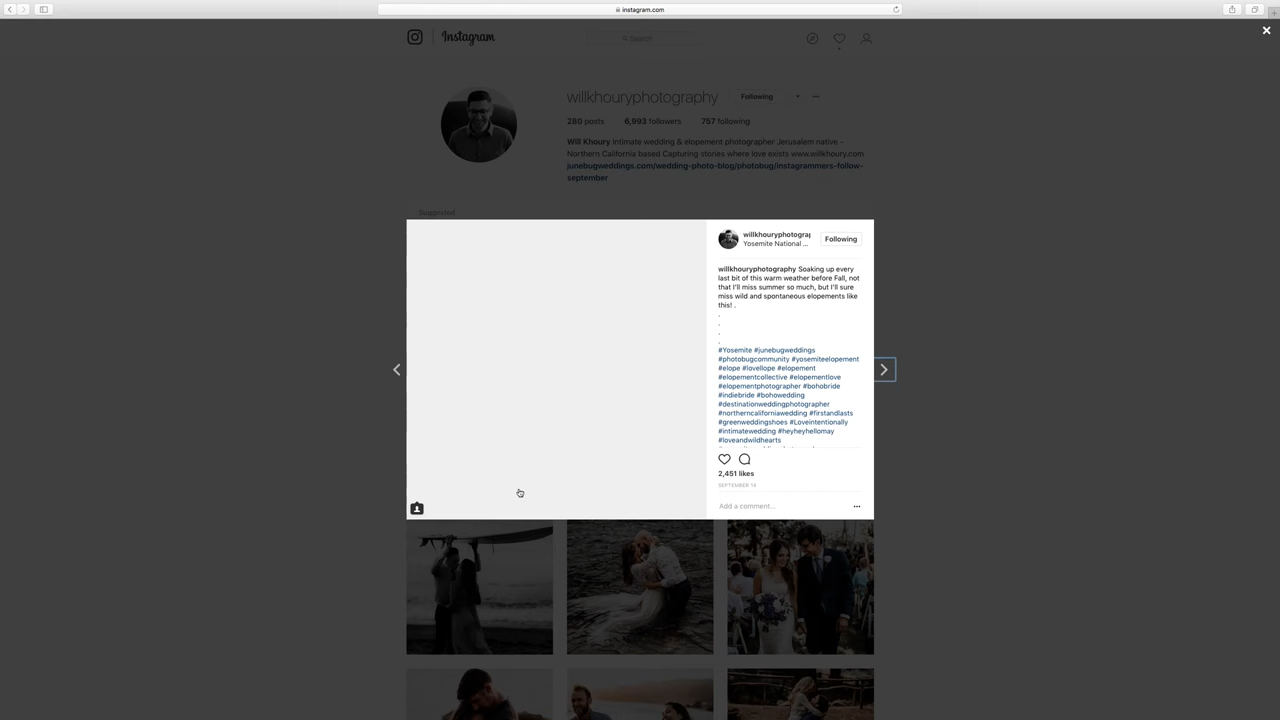 instagram.com
Instagram
Search
willkhouryphotography
Following
280 posts 6,993 followers 757 following
Will Khoury Intimate wedding & elopement photographer Jerusalem native -
Northern California based Capturing stories where love exists www.willkhoury.com
junebugweddings.com/wedding-photo-blog/photobug/instagrammers-follow-
september
Suggested
willkhouryphotograp
Following
Yosemite National ...
willkhouryphotography Soaking up every
last bit of this warm weather before Fall, not
that I'll miss summer so much, but I'll sure
miss wild and spontaneous elopements like
this! .
.
.
.
.
#Yosemite #junebugweddings
#photobugcommunity #yosemiteelopement
#elope #lovellope #elopement
#elopementcollective #elopementlove
#elopementphotographer #bohobride
#indiebride #bohowedding
#destinationweddingphotographer
#northerncaliforniawedding #firstandlasts
#greenweddingshoes #Loveintentionally
#intimatewedding #heyheyhellomay
#loveandwildhearts
2,451 likes
SEPTEMBER 14
Add a comment...